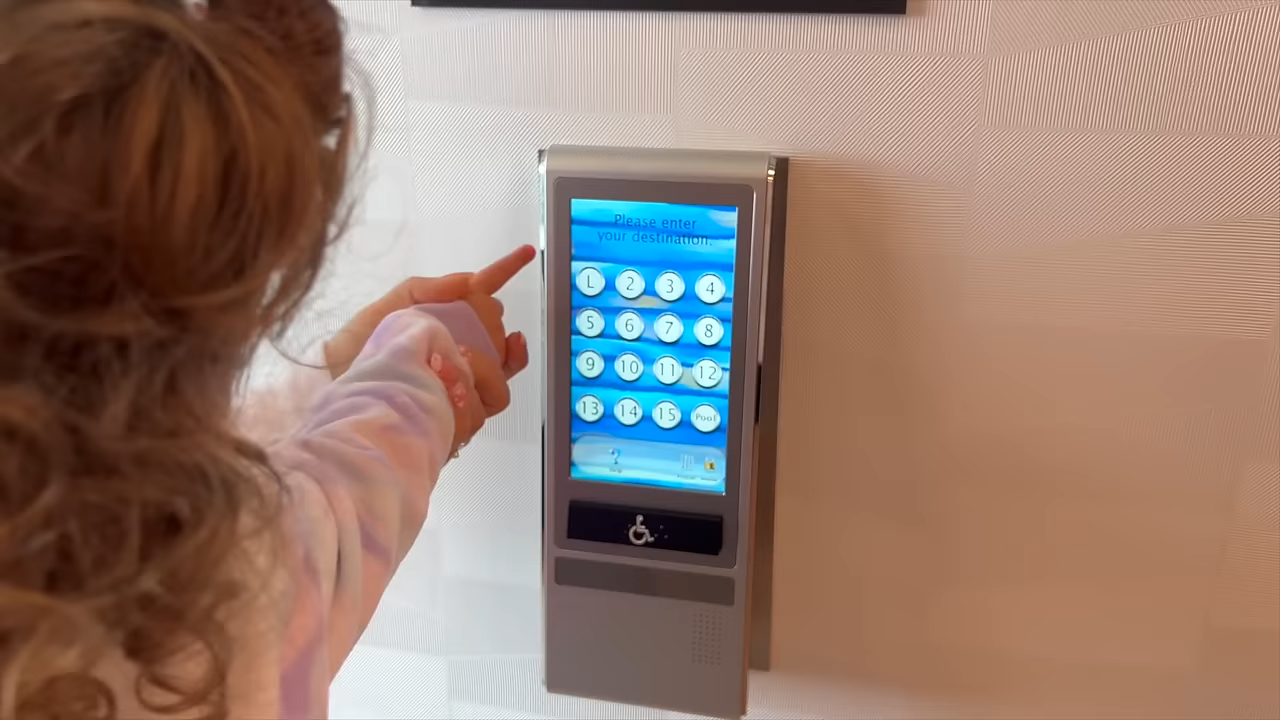 Please enter
your destination.
L 2 3 4
5 6 7 8
9 10 11 12
13 14 15 Pool